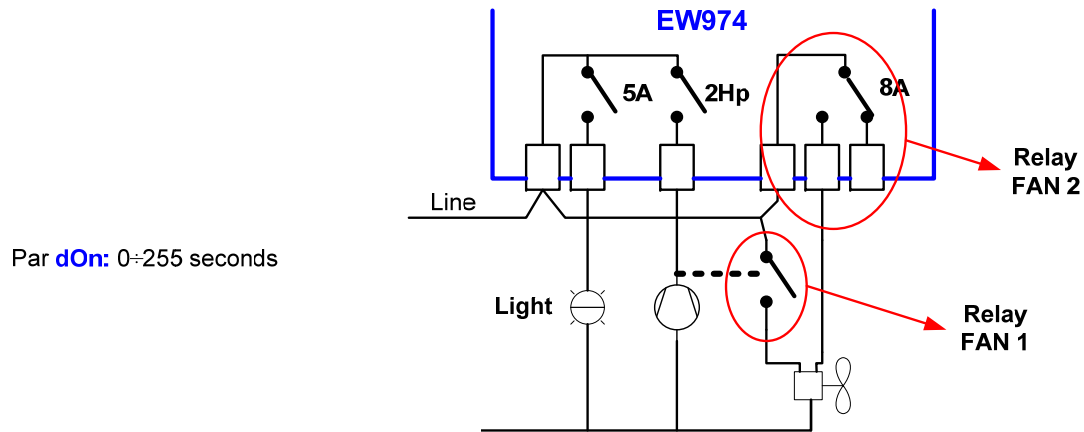 EW974
5A
2Hp
8A
Relay
FAN 2
Line
Par dOn: 0÷255 seconds
Light
Relay
FAN 1